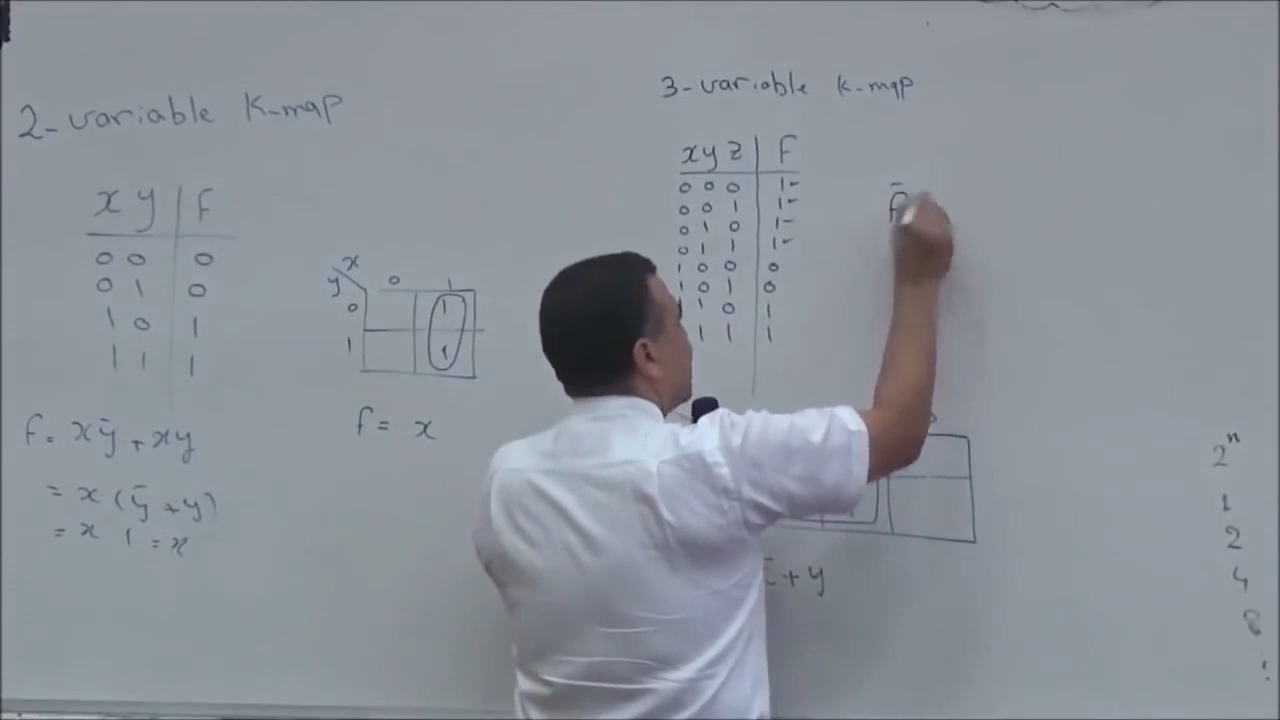 2-variable K-map
x y | F
0 0 | 0
0 1 | 0
1 0 | 1
1 1 | 1
F = xȳ + xy
= x (ȳ + y)
= x 1 = x
x
y
0 1
0 1
1 1
f = x
3-variable k-map
x y z | F
0 0 0 | 1
0 0 1 | 1
0 1 0 | 1
0 1 1 | 1
1 0 0 | 0
1 0 1 | 0
1 0 | 1
1 1 | 1
+ y
2ⁿ
1
2
4
8